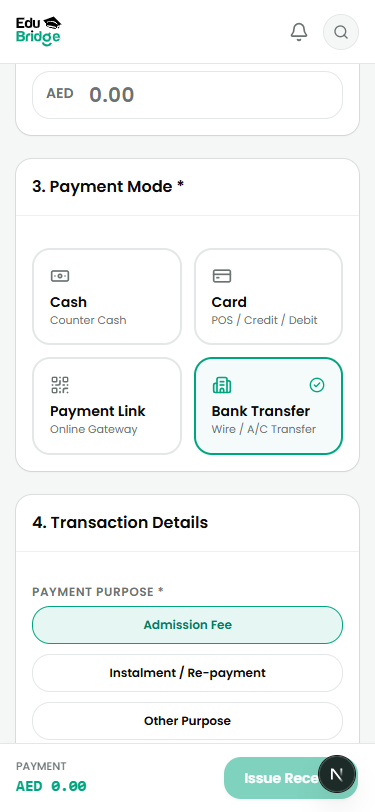 Edu
Bridge
AED 0.00
3. Payment Mode *
Cash
Counter Cash
Card
POS / Credit / Debit
Payment Link
Online Gateway
Bank Transfer
Wire / A/C Transfer
4. Transaction Details
PAYMENT PURPOSE *
Admission Fee
Instalment / Re-payment
Other Purpose
PAYMENT
AED 0.00
Issue Rece
N